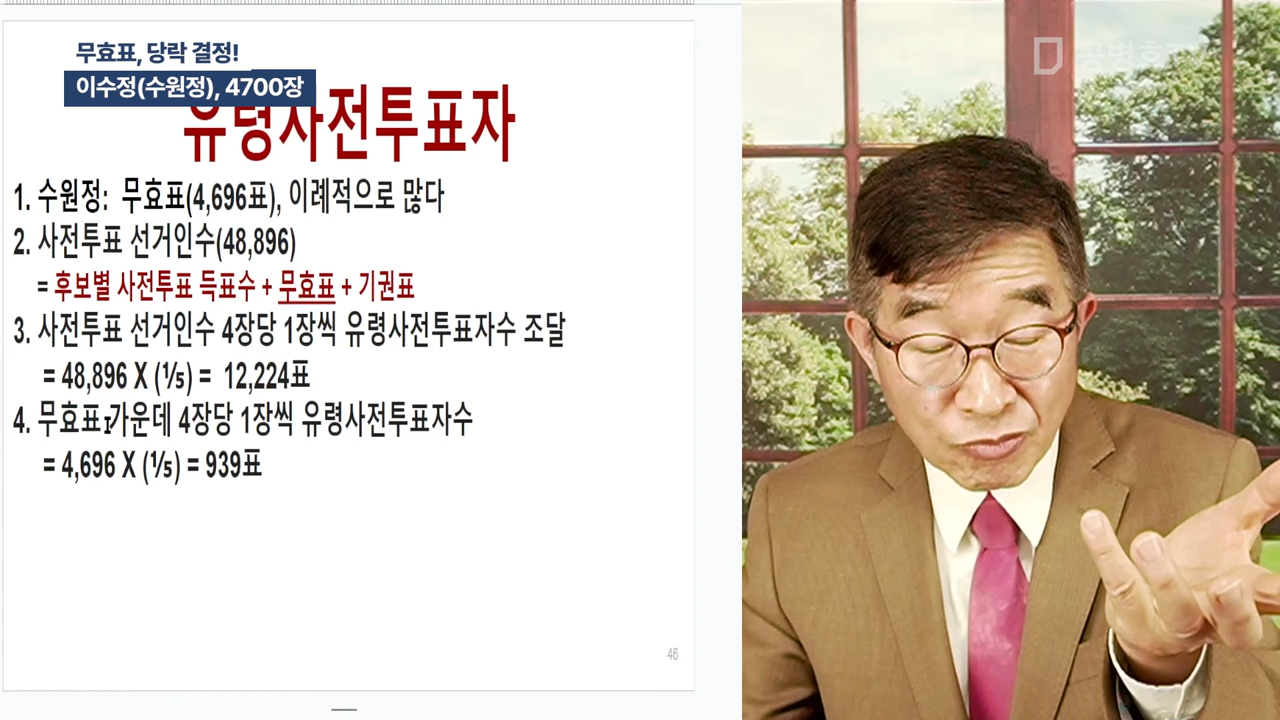 무효표, 당락 결정!
이수정(수원정), 4700장
유령사전투표자
1. 수원정: 무효표(4,696표), 이례적으로 많다
2. 사전투표 선거인수(48,896)
= 후보별 사전투표 득표수 + 무효표 + 기권표
3. 사전투표 선거인수 4장당 1장씩 유령사전투표자수 조달
= 48,896 X (⅕) = 12,224표
4. 무효표 가운데 4장당 1장씩 유령사전투표자수
= 4,696 X (⅕) = 939표
46
공병호TV